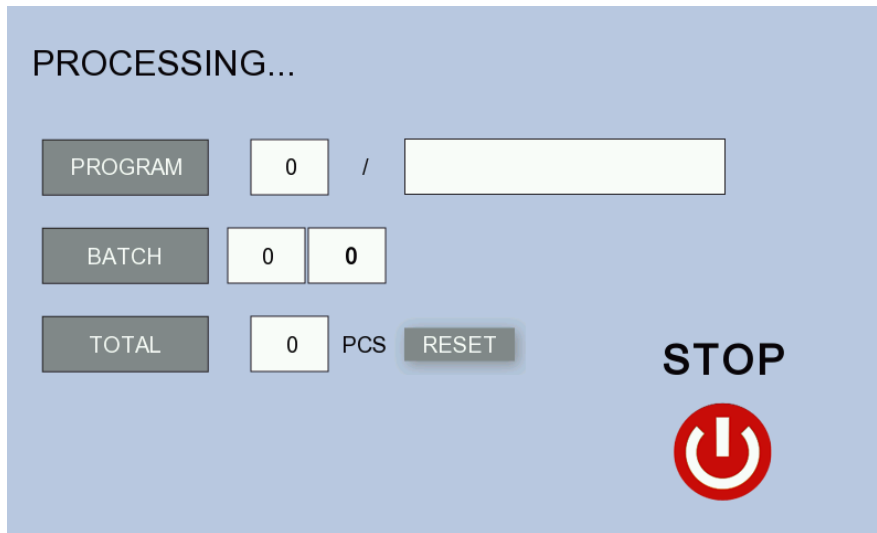 PROCESSING...
PROGRAM 0 /
BATCH 0 0
TOTAL 0 PCS RESET
STOP